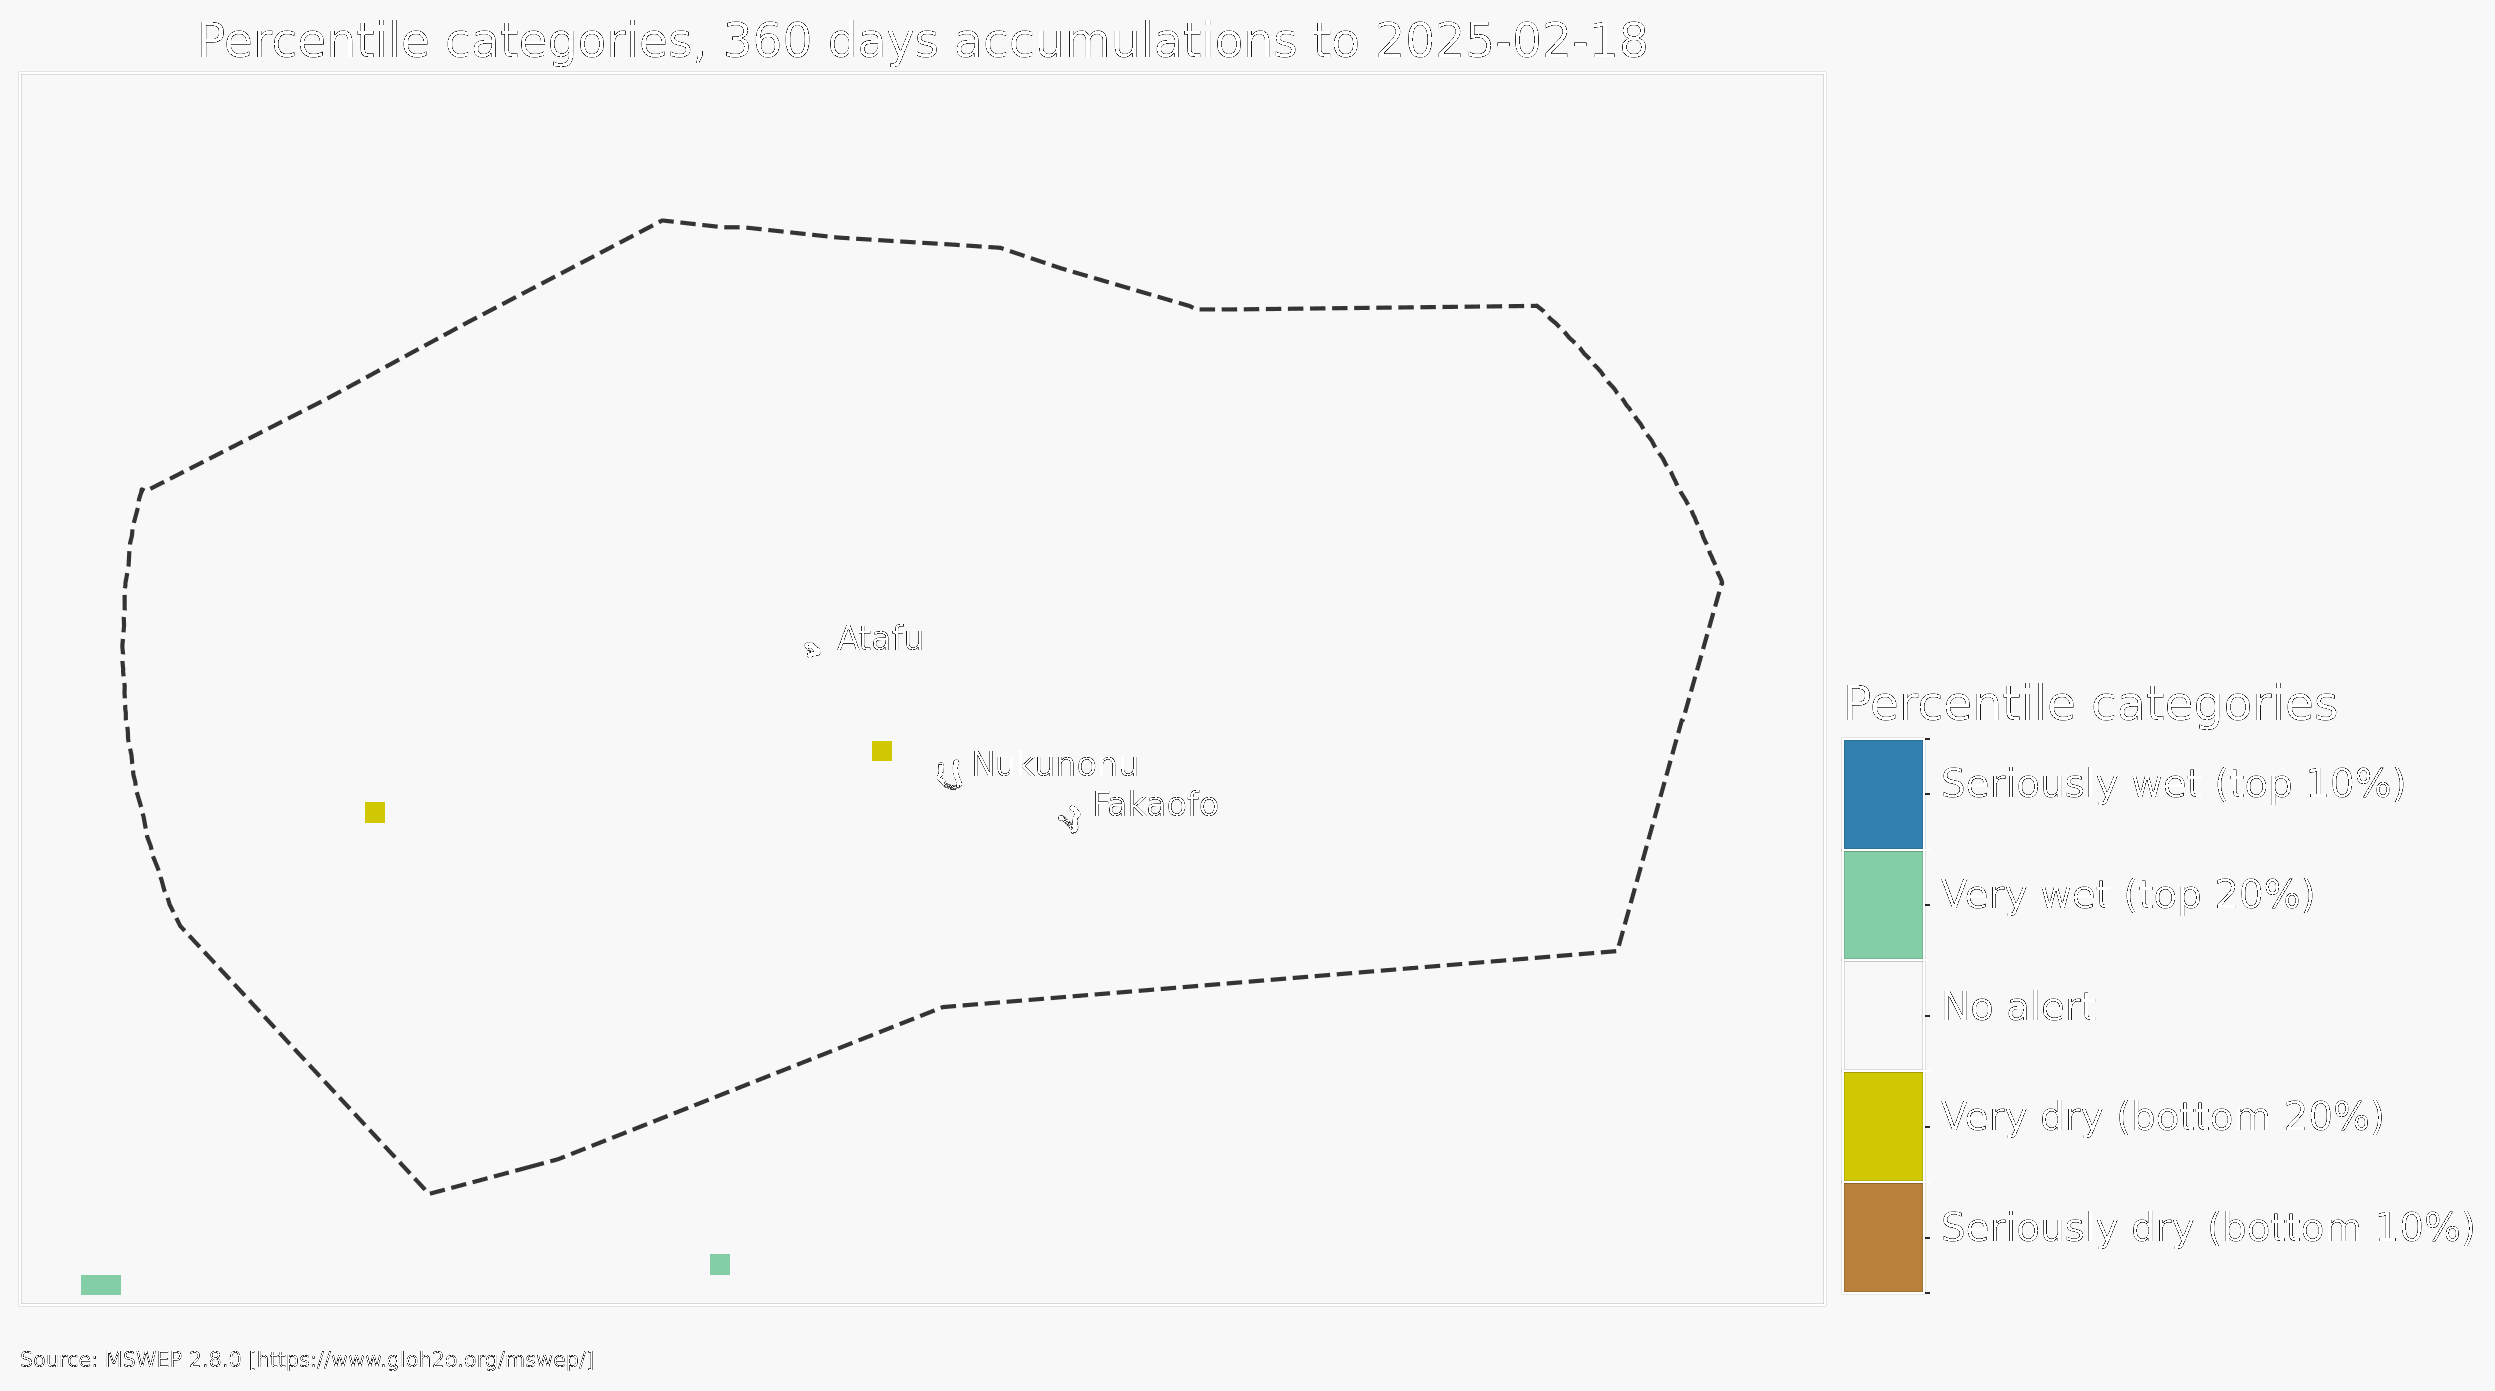 Percentile categories, 360 days accumulations to 2025-02-18
Atafu
Nukunonu
Fakaofo
Percentile categories
Seriously wet (top 10%)
Very wet (top 20%)
No alert
Very dry (bottom 20%)
Seriously dry (bottom 10%)
Source: MSWEP 2.8.0 [https://www.gloh2o.org/mswep/]